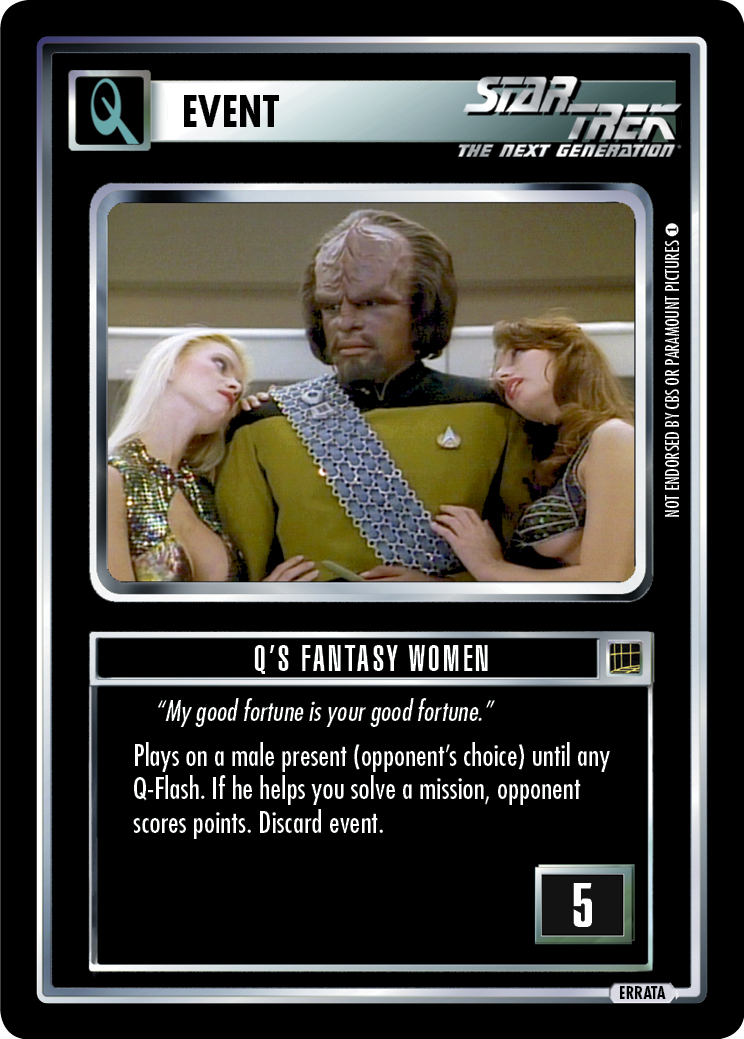 Q
EVENT
STAR TREK
THE NEXT GENERATION
NOT ENDORSED BY CBS OR PARAMOUNT PICTURES
Q'S FANTASY WOMEN
“My good fortune is your good fortune.”
Plays on a male present (opponent's choice) until any
Q-Flash. If he helps you solve a mission, opponent
scores points. Discard event.
5
ERRATA